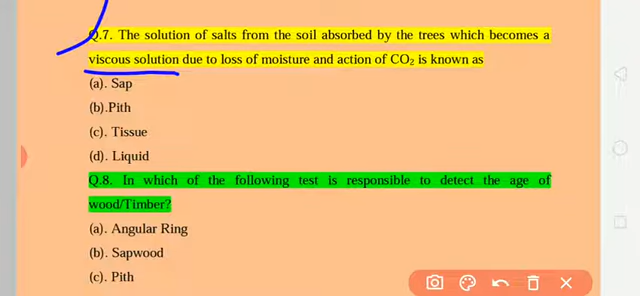 Q.7. The solution of salts from the soil absorbed by the trees which becomes a
viscous solution due to loss of moisture and action of CO₂ is known as
(a). Sap
(b).Pith
(c). Tissue
(d). Liquid
Q.8. In which of the following test is responsible to detect the age of
wood/Timber?
(a). Angular Ring
(b). Sapwood
(c). Pith